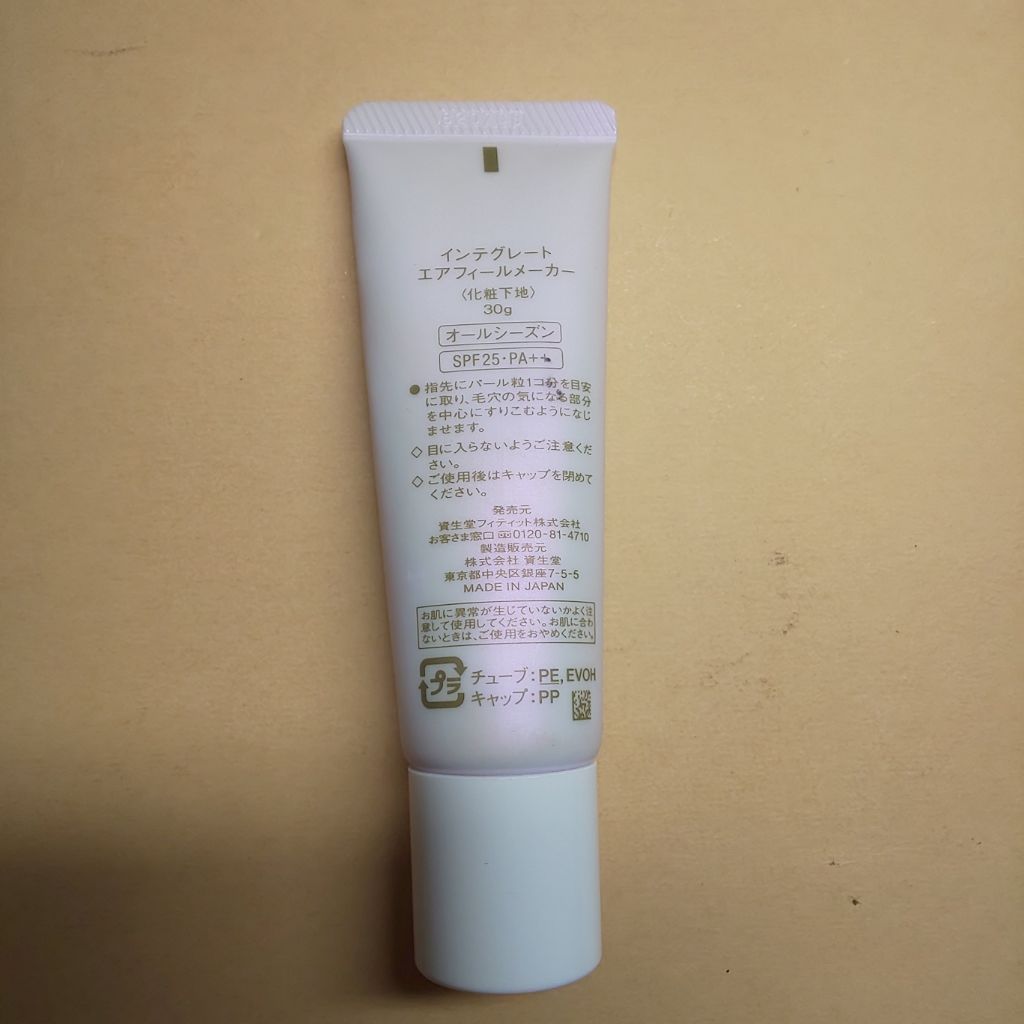 インテグレート
エアフィールメーカー
〈化粧下地〉
30g
オールシーズン
SPF25・PA++
●指先にパール粒1コ分を目安
に取り、毛穴の気になる部分
を中心にすりこむようになじ
ませます。
◇目に入らないようご注意くだ
さい。
◇ご使用後はキャップを閉めて
ください。
発売元
資生堂フィティット株式会社
お客さま窓口 0120-81-4710
製造販売元
株式会社 資生堂
東京都中央区銀座7-5-5
MADE IN JAPAN
お肌に異常が生じていないかよく注
意して使用してください。お肌に合わ
ないときは、ご使用をおやめください。
プラ
チューブ:PE, EVOH
キャップ:PP